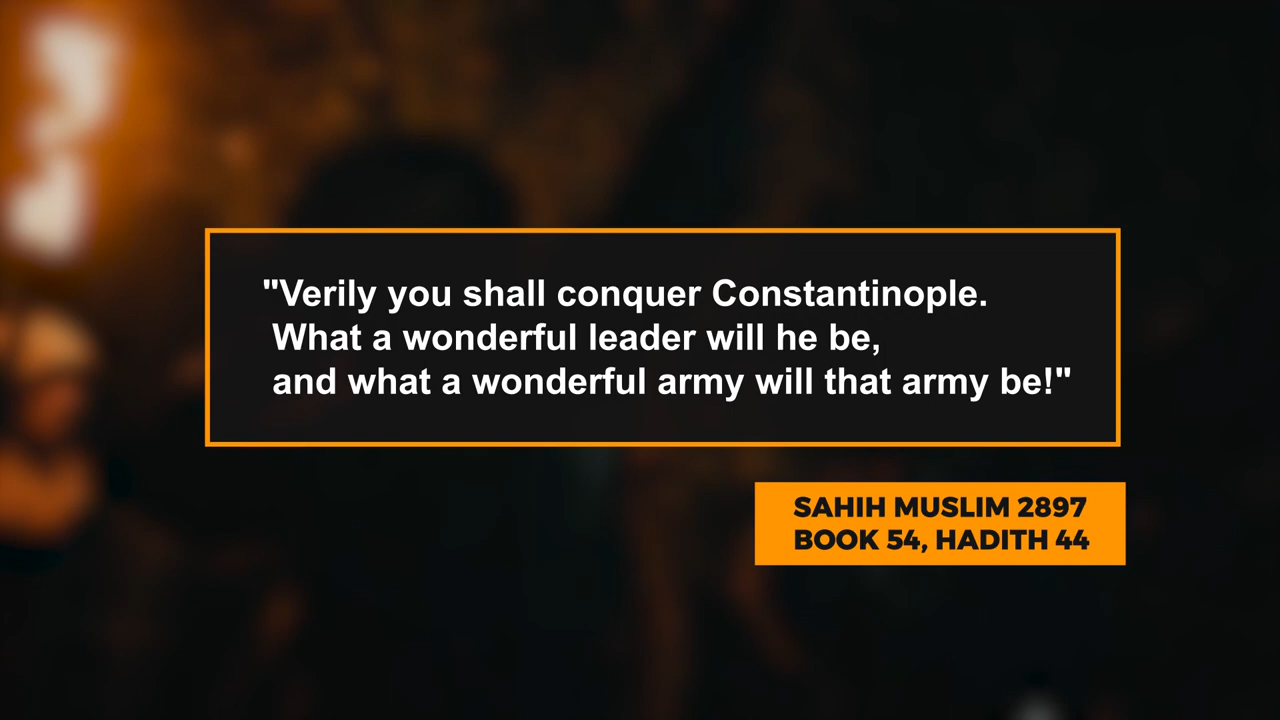 "Verily you shall conquer Constantinople.
What a wonderful leader will he be,
and what a wonderful army will that army be!"
SAHIH MUSLIM 2897
BOOK 54, HADITH 44